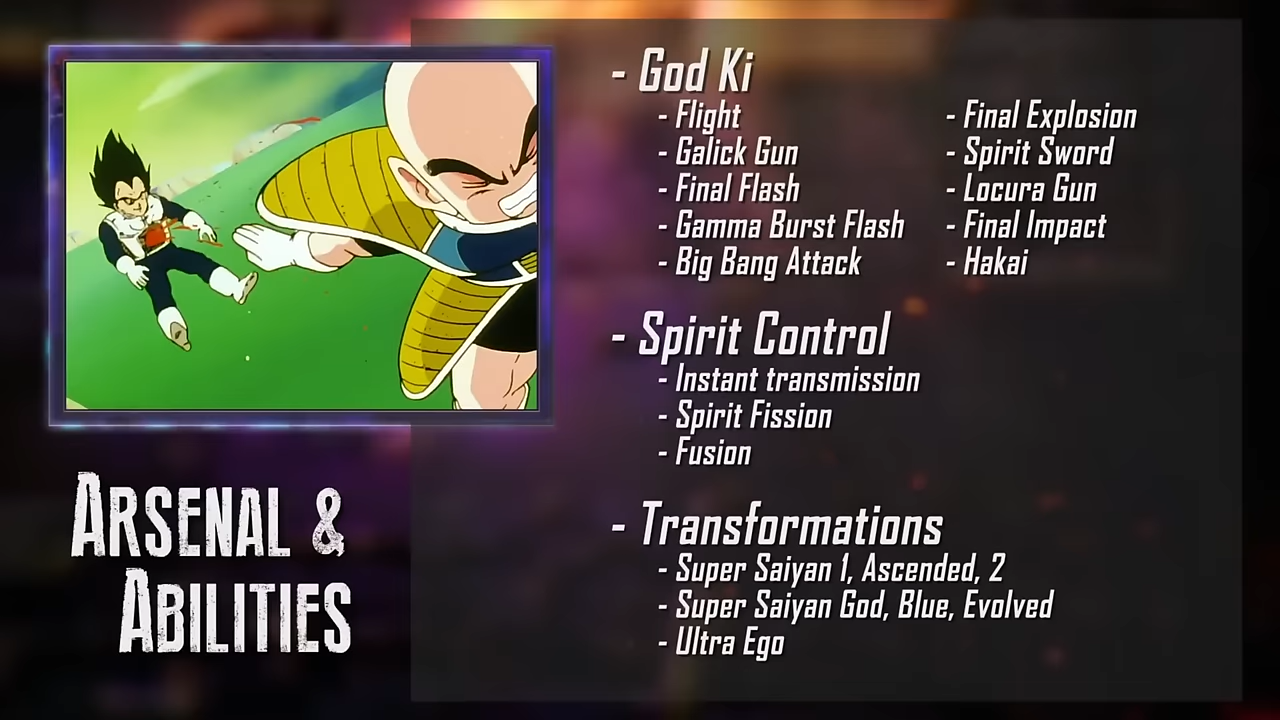 - God Ki
- Flight
- Galick Gun
- Final Flash
- Gamma Burst Flash
- Big Bang Attack
- Final Explosion
- Spirit Sword
- Locura Gun
- Final Impact
- Hakai
- Spirit Control
- Instant transmission
- Spirit Fission
- Fusion
- Transformations
- Super Saiyan 1, Ascended, 2
- Super Saiyan God, Blue, Evolved
- Ultra Ego
Arsenal &
Abilities